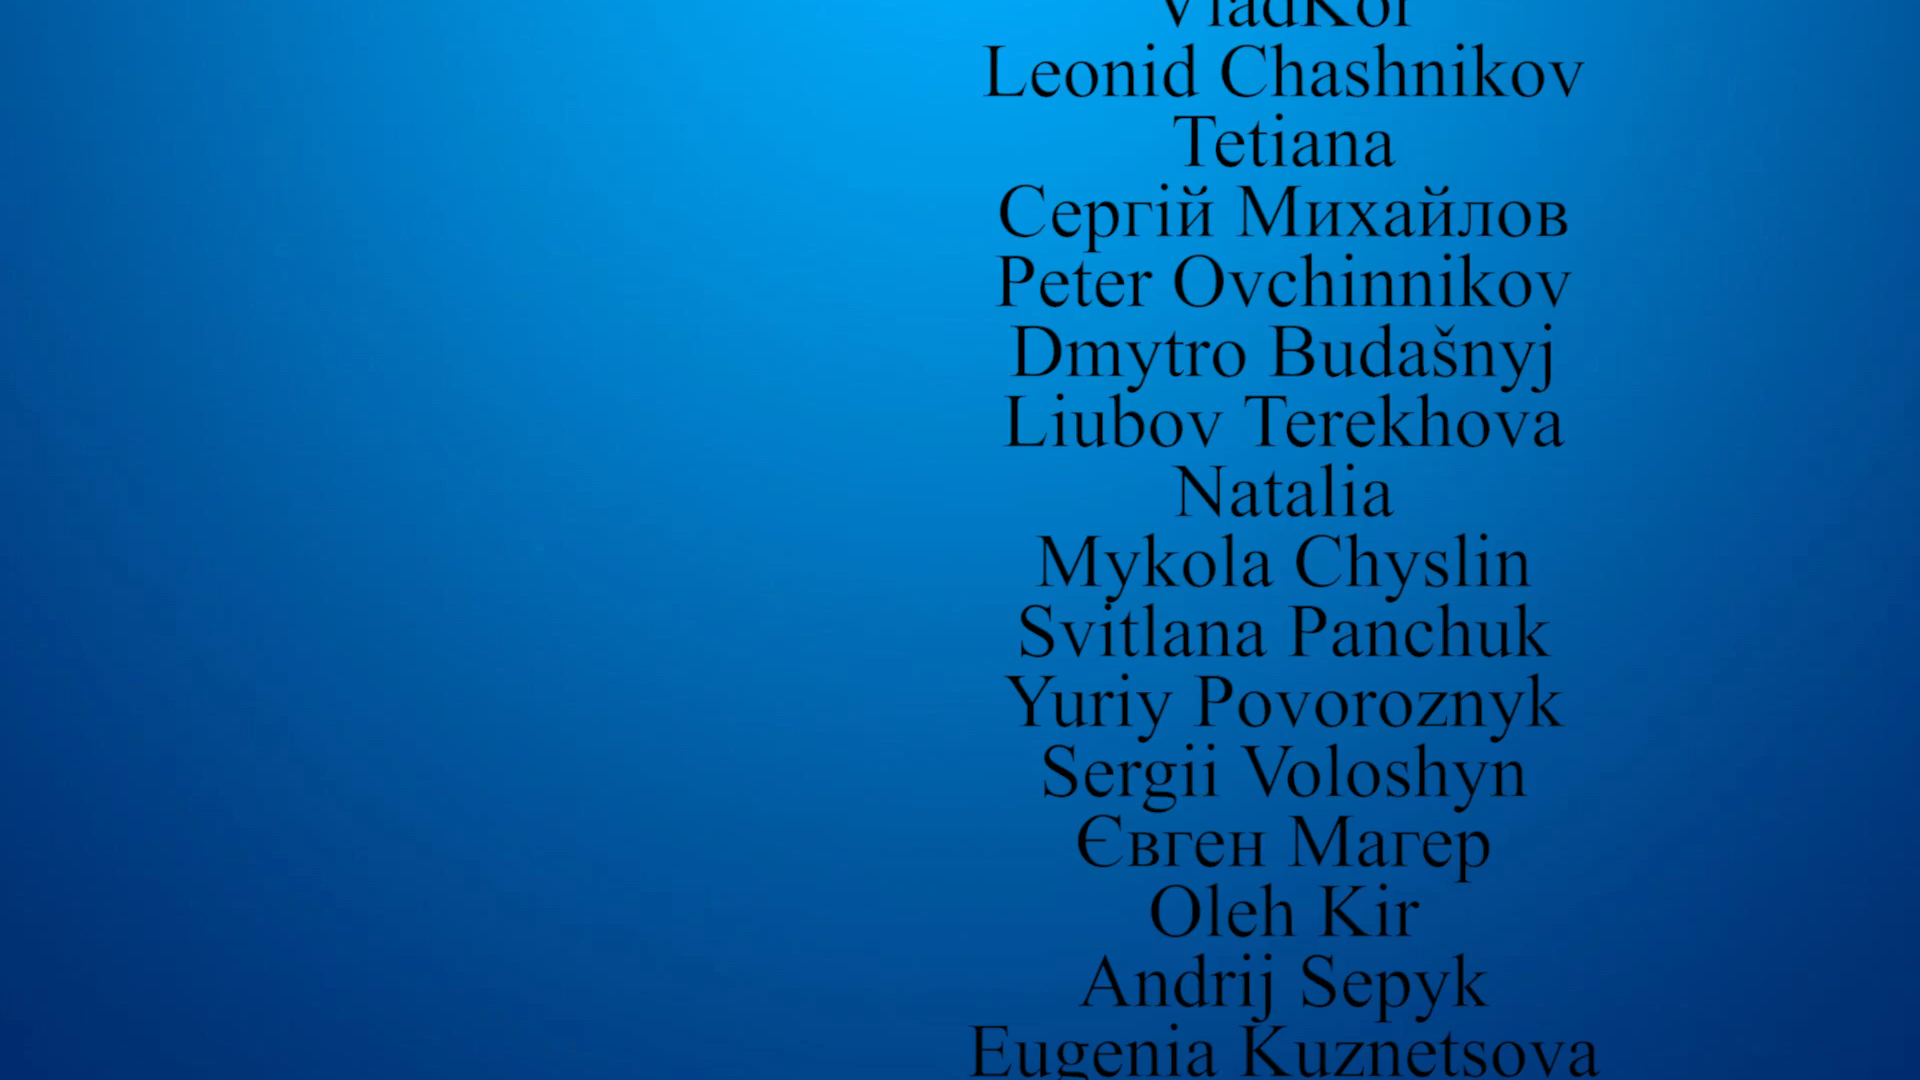 VladKor
Leonid Chashnikov
Tetiana
Сергій Михайлов
Peter Ovchinnikov
Dmytro Budašnyj
Liubov Terekhova
Natalia
Mykola Chyslin
Svitlana Panchuk
Yuriy Povoroznyk
Sergii Voloshyn
Євген Магер
Oleh Kir
Andrij Sepyk
Eugenia Kuznetsova